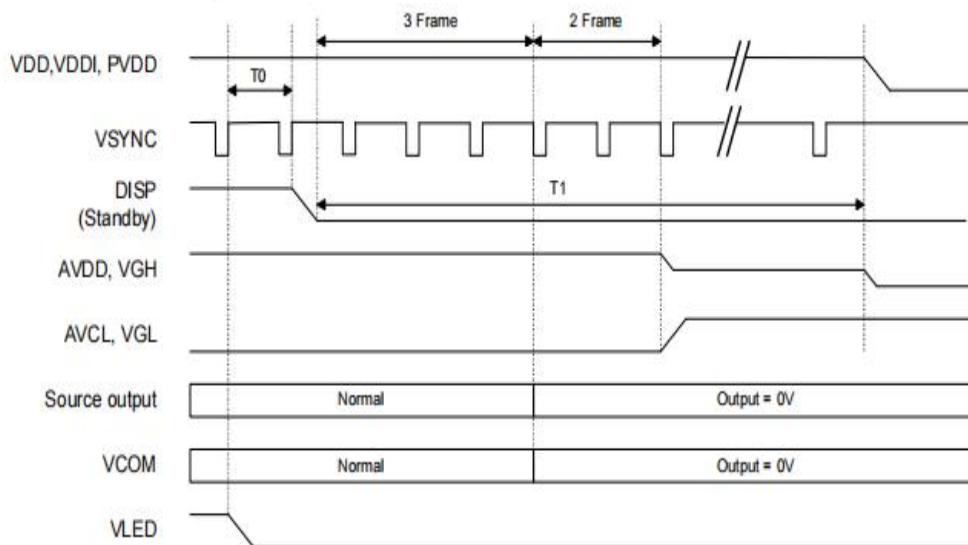 3 Frame
2 Frame
VDD,VDDI, PVDD
T0
VSYNC
DISP
(Standby)
T1
AVDD, VGH
AVCL, VGL
Source output
Normal
Output = 0V
VCOM
Normal
Output = 0V
VLED